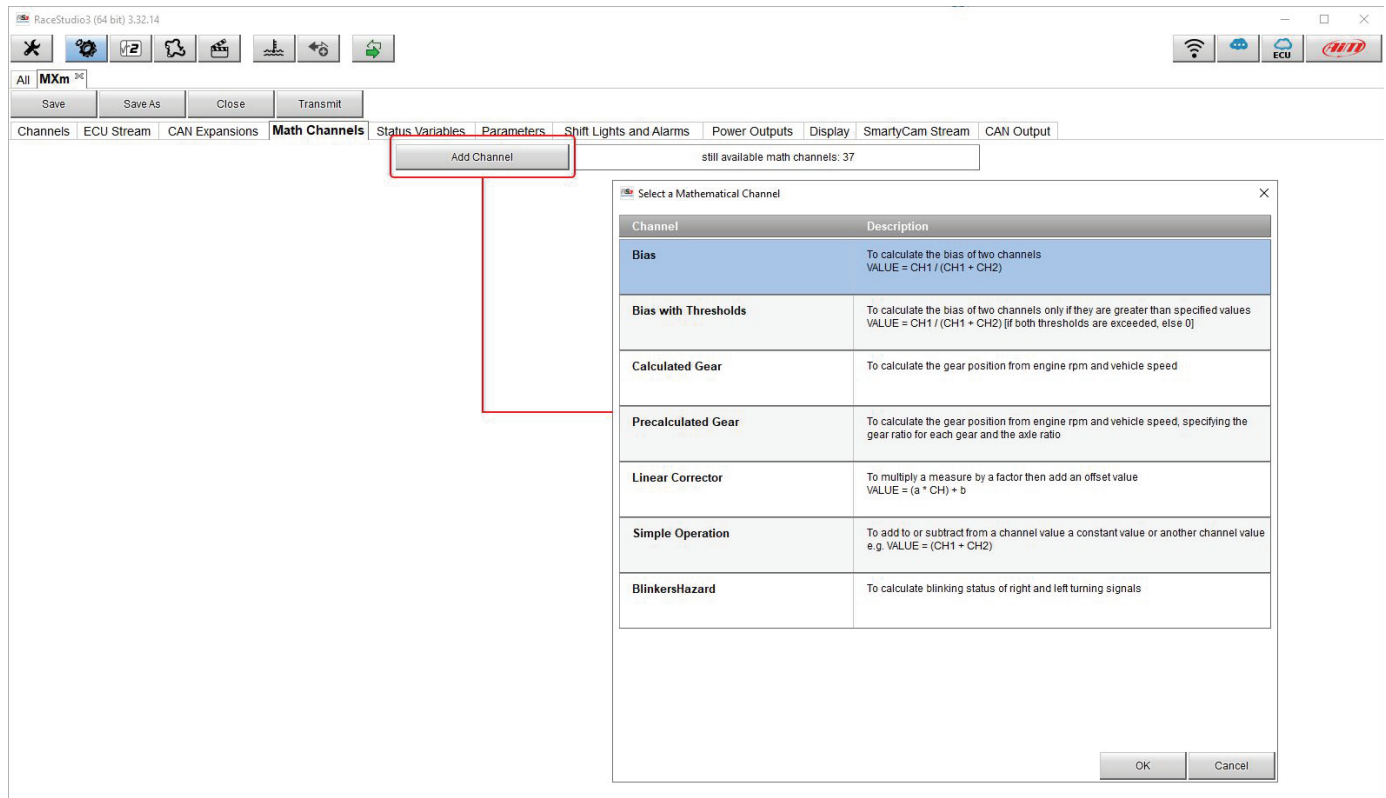 RaceStudio3 (64 bit) 3.32.14
ECU
AiM
All MXm
Save Save As Close Transmit
Channels ECU Stream CAN Expansions Math Channels Status Variables Parameters Shift Lights and Alarms Power Outputs Display SmartyCam Stream CAN Output
Add Channel still available math channels: 37
Select a Mathematical Channel
Channel Description
Bias To calculate the bias of two channels
VALUE = CH1 / (CH1 + CH2)
Bias with Thresholds To calculate the bias of two channels only if they are greater than specified values
VALUE = CH1 / (CH1 + CH2) [if both thresholds are exceeded, else 0]
Calculated Gear To calculate the gear position from engine rpm and vehicle speed
Precalculated Gear To calculate the gear position from engine rpm and vehicle speed, specifying the
gear ratio for each gear and the axle ratio
Linear Corrector To multiply a measure by a factor then add an offset value
VALUE = (a * CH) + b
Simple Operation To add to or subtract from a channel value a constant value or another channel value
e.g. VALUE = (CH1 + CH2)
BlinkersHazard To calculate blinking status of right and left turning signals
OK Cancel